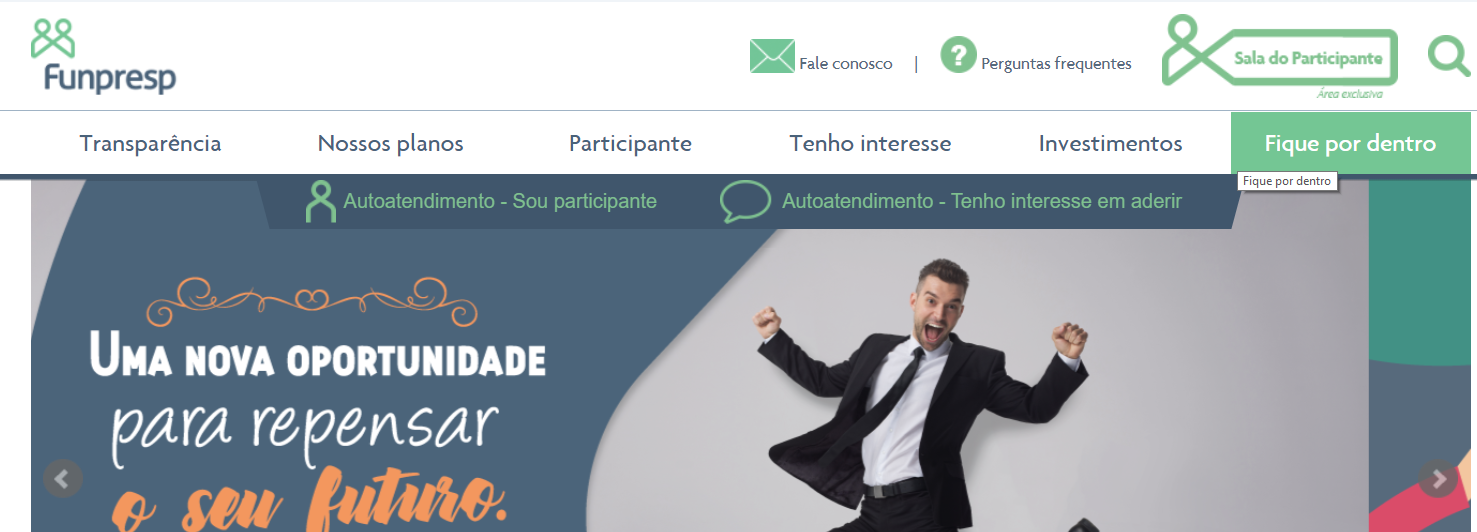 Funpresp
Fale conosco | Perguntas frequentes
Sala do Participante
Área exclusiva
Transparência Nossos planos Participante Tenho interesse Investimentos Fique por dentro
Fique por dentro
Autoatendimento - Sou participante Autoatendimento - Tenho interesse em aderir
UMA NOVA OPORTUNIDADE
para repensar
o seu futuro.